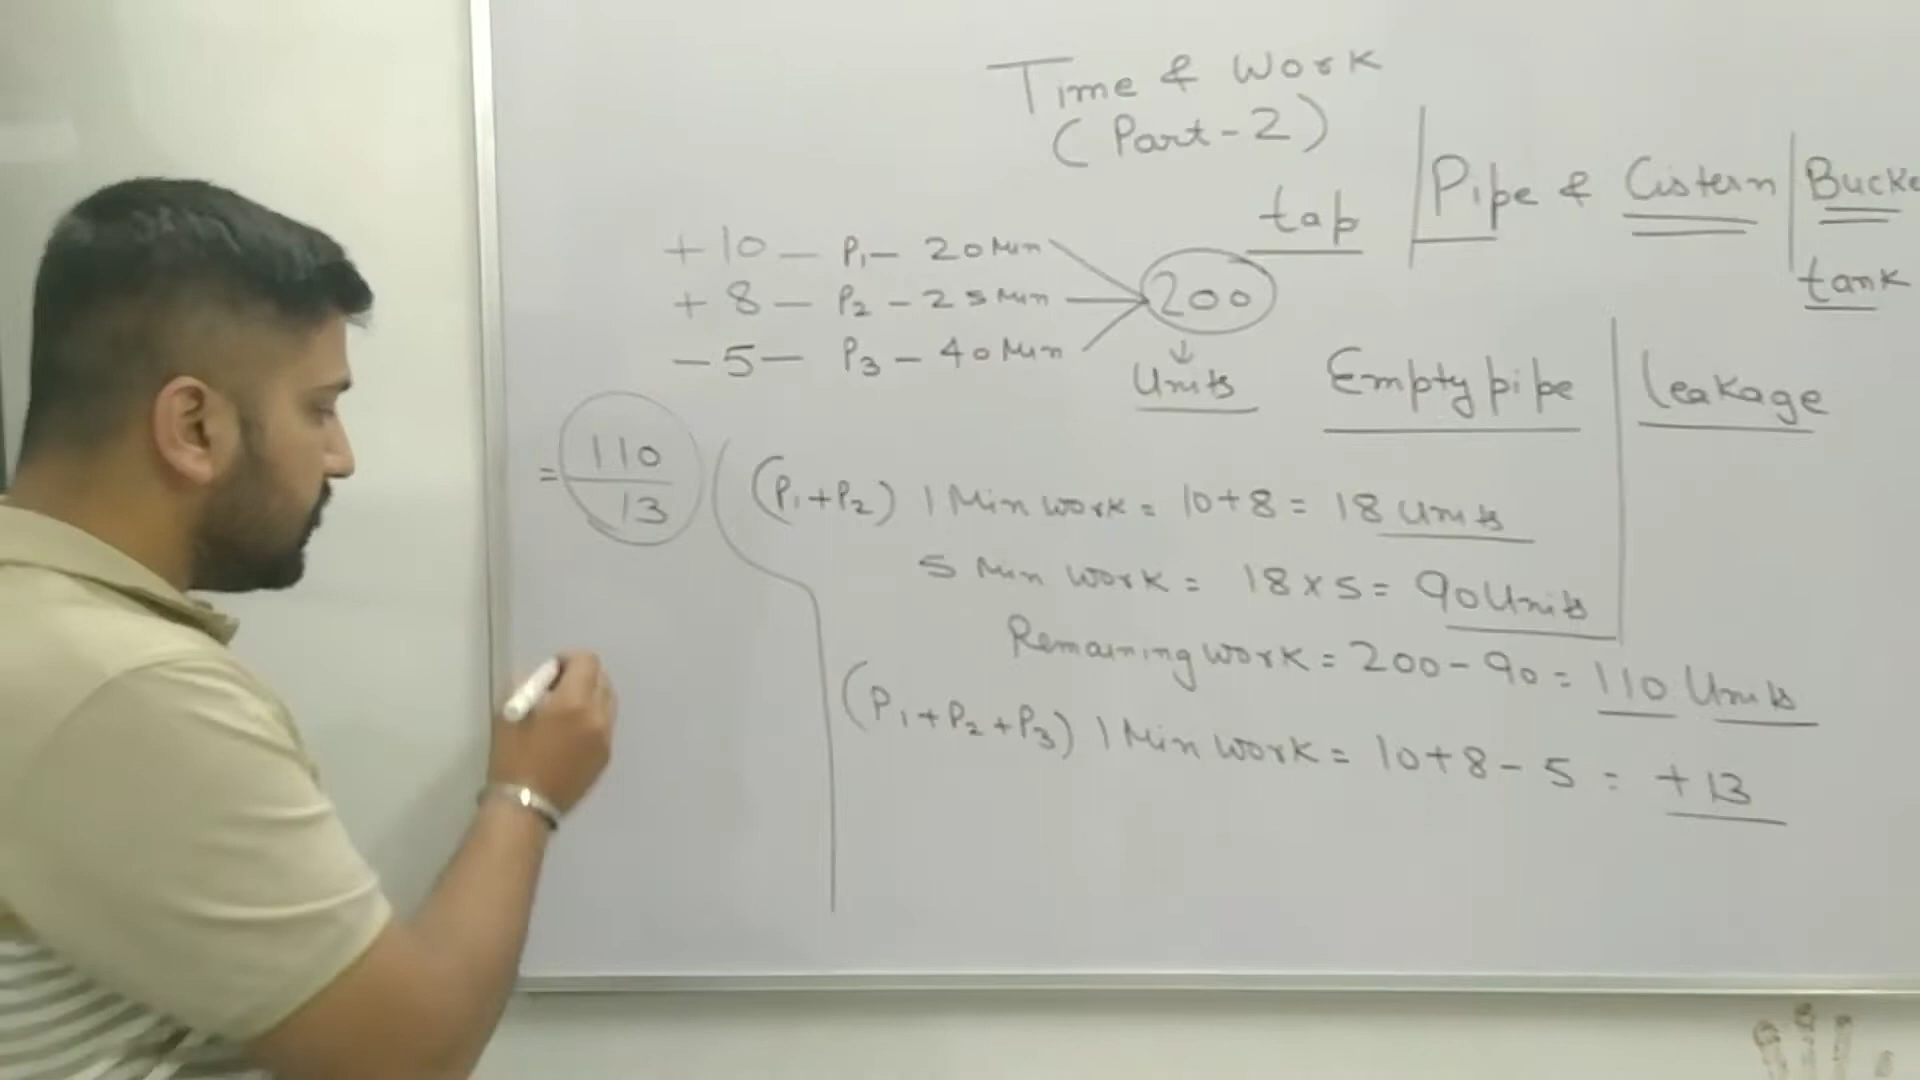 Time & Work
(Part-2)
tap | Pipe & Cistern | Bucke
tank
+10 — P₁ — 20 Min
+ 8 — P₂ - 25 Min
- 5 — P₃ - 40 Min
200
↓
Units
Empty pipe | leakage
= 110/13
(P₁+P₂) 1 Min work = 10+8 = 18 Units
5 Min work = 18 x 5 = 90 Units
Remaining work = 200 - 90 = 110 Units
(P₁+P₂+P₃) 1 Min work = 10+8-5 = +13